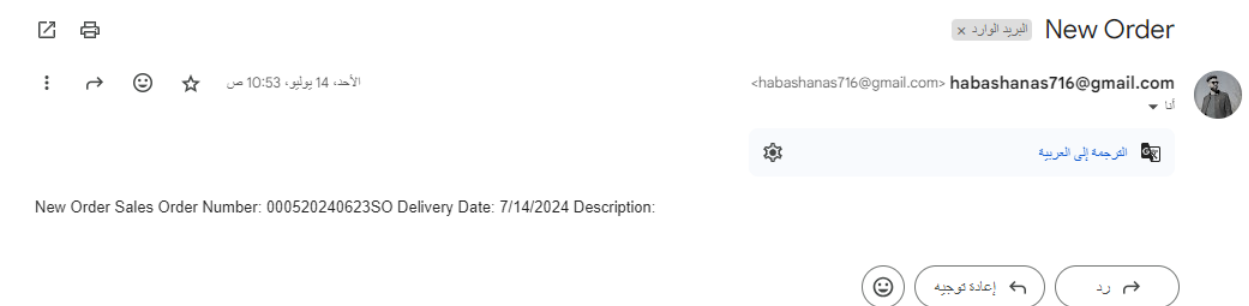 New Order
البريد الوارد ×
habashanas716@gmail.com <habashanas716@gmail.com>
الأحد، 14 يوليو، 10:53 ص
أنا
الترجمة إلى العربية
New Order Sales Order Number: 000520240623SO Delivery Date: 7/14/2024 Description:
رد
إعادة توجيه